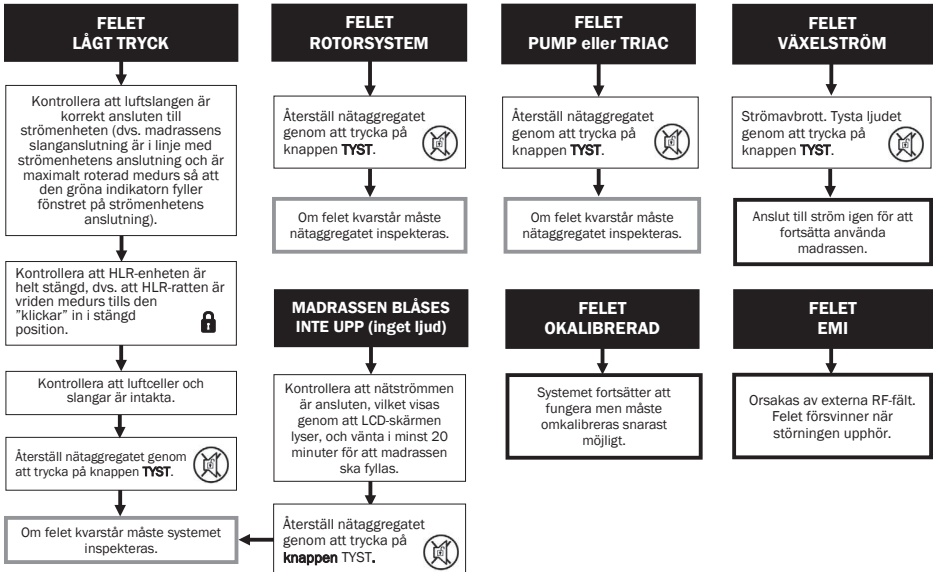 FELET
LÅGT TRYCK
Kontrollera att luftslangen är
korrekt ansluten till
strömenheten (dvs. madrassens
slanganslutning är i linje med
strömenhetens anslutning och är
maximalt roterad medurs så att
den gröna indikatorn fyller
fönstret på strömenhetens
anslutning).
Kontrollera att HLR-enheten är
helt stängd, dvs. att HLR-ratten är
vriden medurs tills den
"klickar" in i stängd
position.
Kontrollera att luftceller och
slangar är intakta.
Återställ nätaggregatet genom
att trycka på knappen TYST.
Om felet kvarstår måste systemet
inspekteras.
FELET
ROTORSYSTEM
Återställ nätaggregatet
genom att trycka på
knappen TYST.
Om felet kvarstår måste
nätaggregatet inspekteras.
MADRASSEN BLÅSES
INTE UPP (inget ljud)
Kontrollera att nätströmmen
är ansluten, vilket visas
genom att LCD-skärmen
lyser, och vänta i minst 20
minuter för att madrassen
ska fyllas.
Återställ nätaggregatet
genom att trycka på
knappen TYST.
FELET
PUMP eller TRIAC
Återställ nätaggregatet
genom att trycka på
knappen TYST.
Om felet kvarstår måste
nätaggregatet inspekteras.
FELET
OKALIBRERAD
Systemet fortsätter att
fungera men måste
omkalibreras snarast
möjligt.
FELET
VÄXELSTRÖM
Strömavbrott. Tysta ljudet
genom att trycka på
knappen TYST.
Anslut till ström igen för att
fortsätta använda
madrassen.
FELET
EMI
Orsakas av externa RF-fält.
Felet försvinner när
störningen upphör.